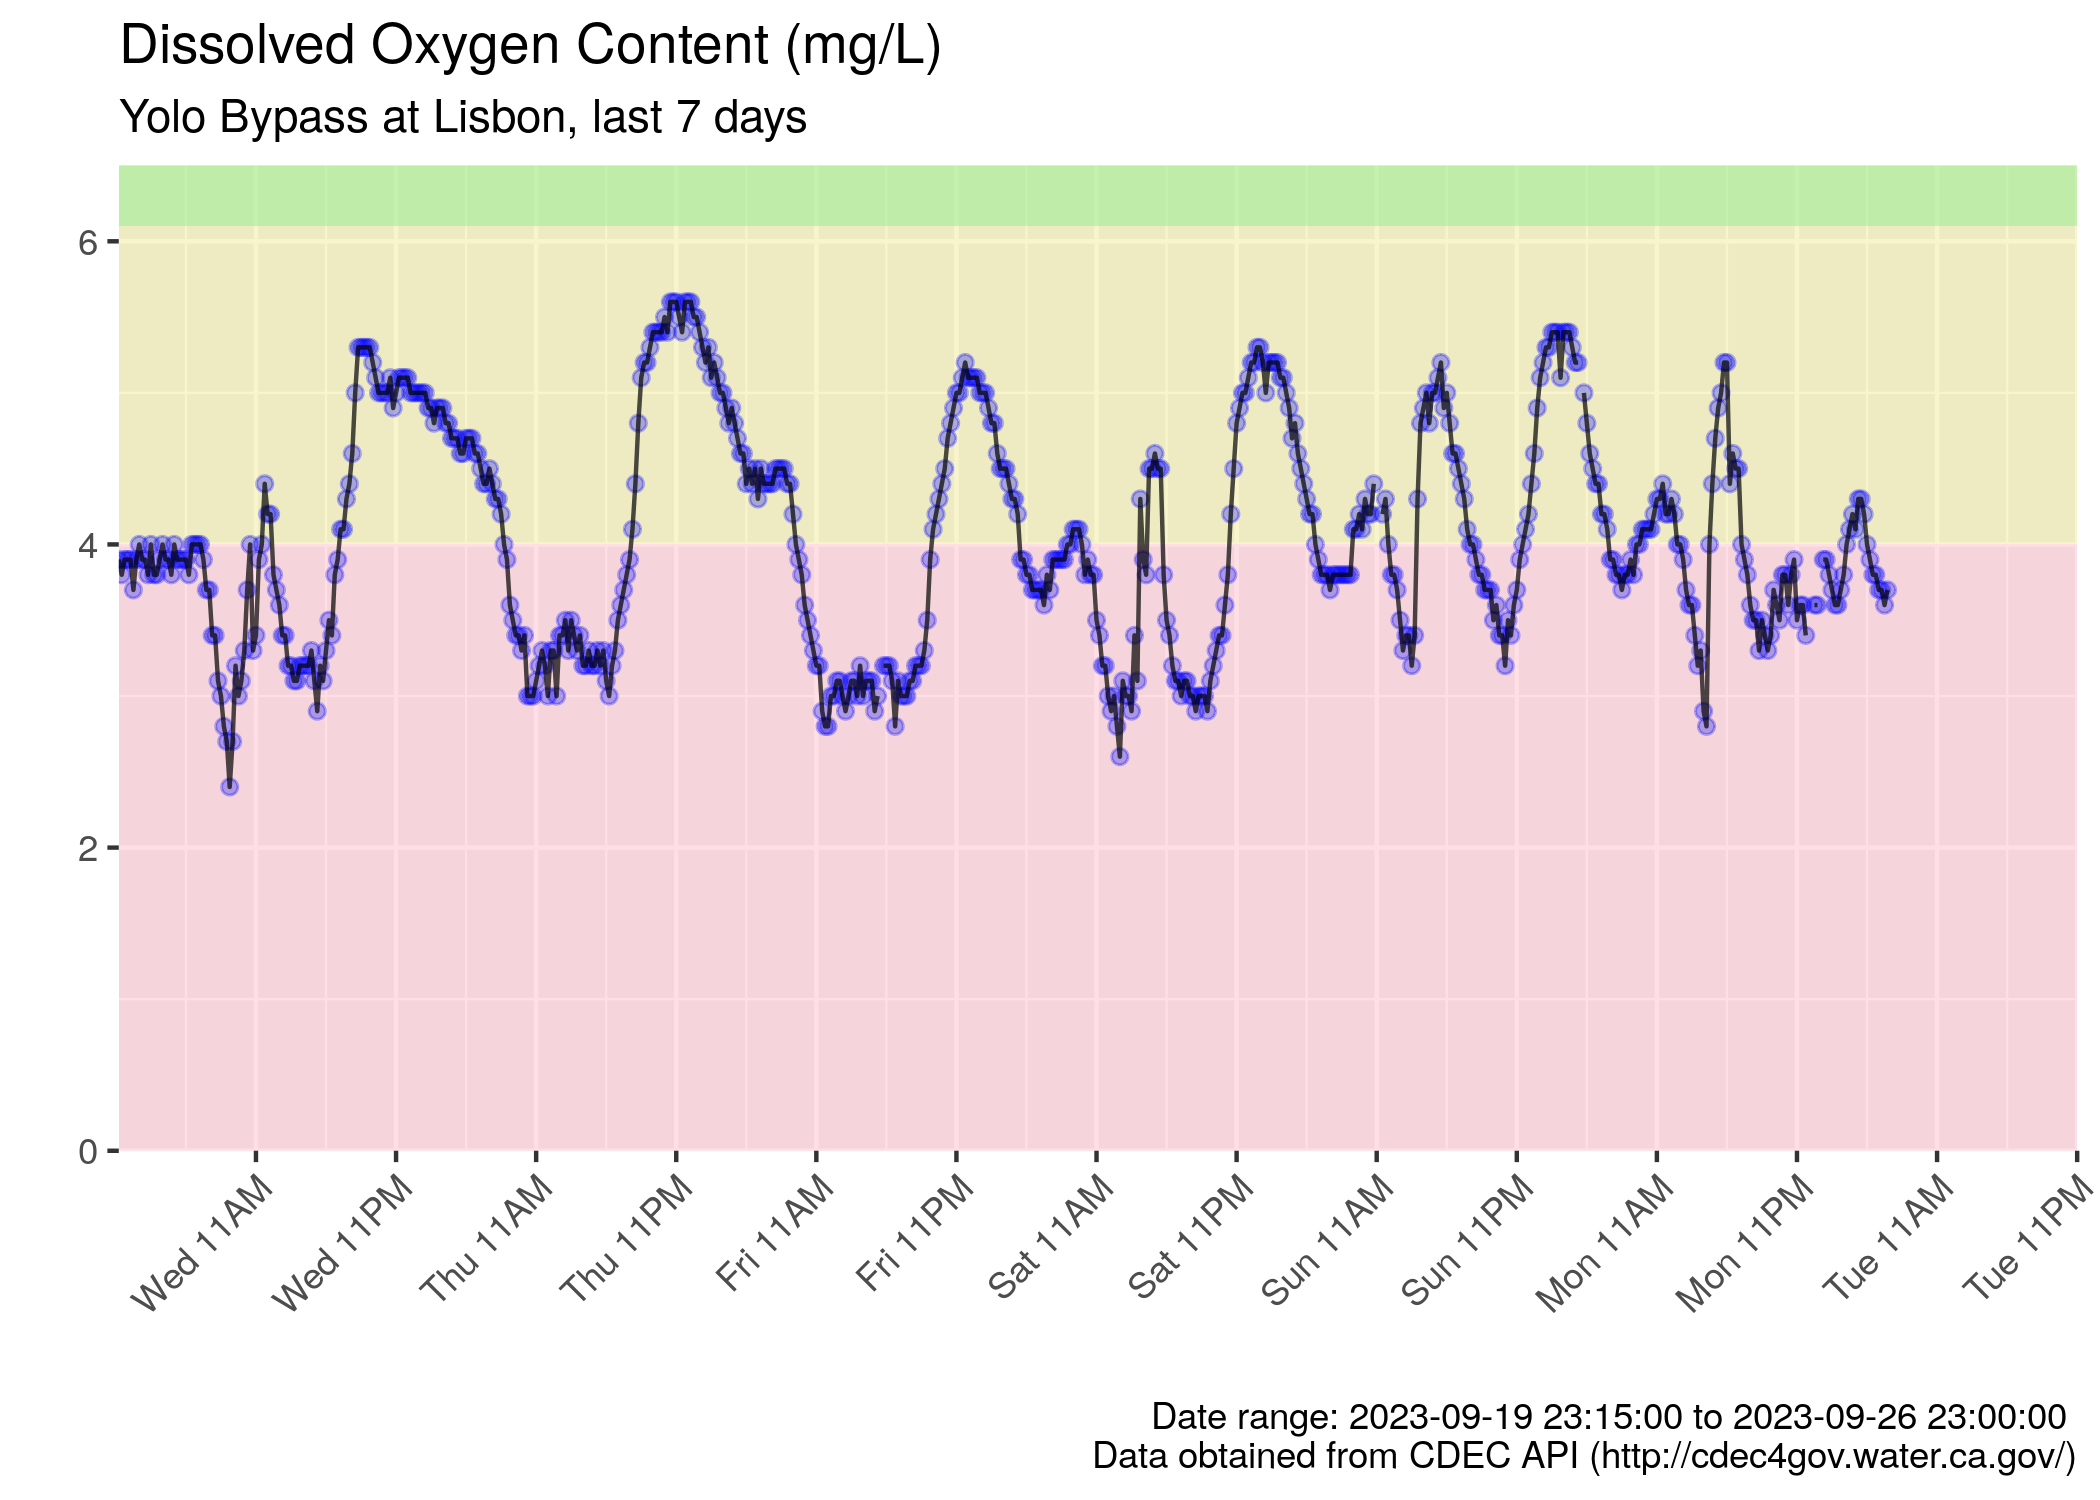 Dissolved Oxygen Content (mg/L)
Yolo Bypass at Lisbon, last 7 days
6
4
2
0
Wed 11AM
Wed 11PM
Thu 11AM
Thu 11PM
Fri 11AM
Fri 11PM
Sat 11AM
Sat 11PM
Sun 11AM
Sun 11PM
Mon 11AM
Mon 11PM
Tue 11AM
Tue 11PM
Date range: 2023-09-19 23:15:00 to 2023-09-26 23:00:00
Data obtained from CDEC API (http://cdec4gov.water.ca.gov/)